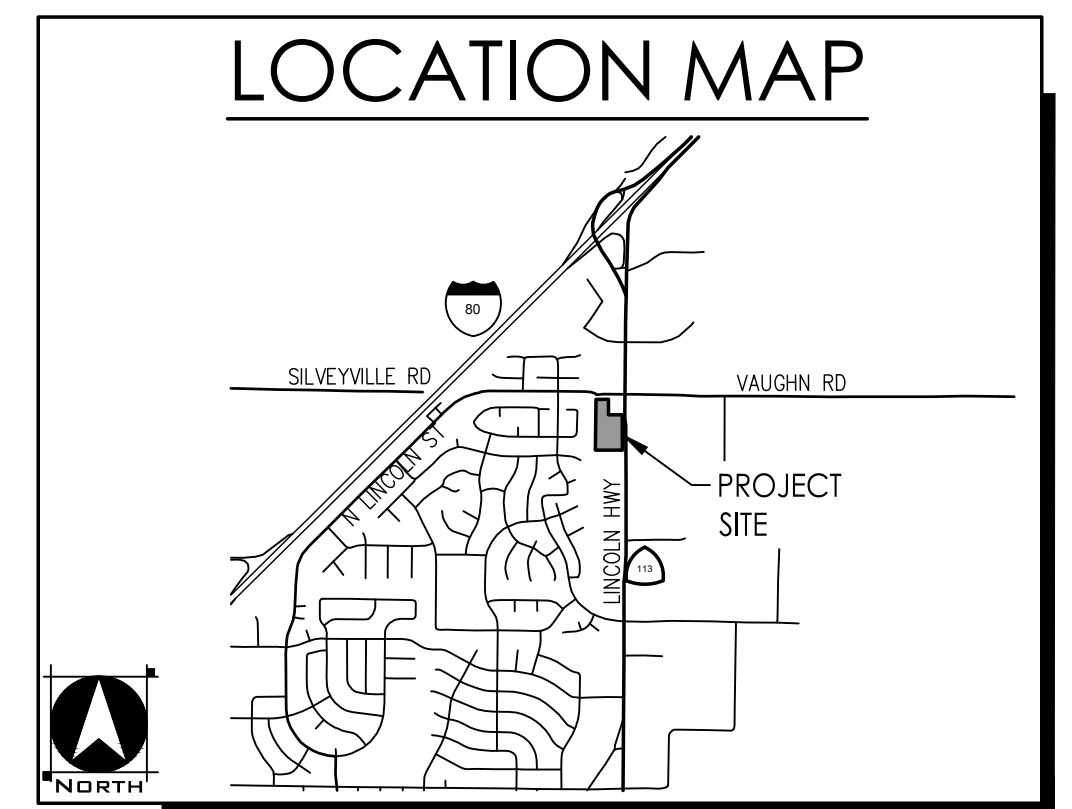 LOCATION MAP
80
SILVEYVILLE RD
VAUGHN RD
N LINCOLN ST
PROJECT
SITE
LINCOLN HWY
113
NORTH